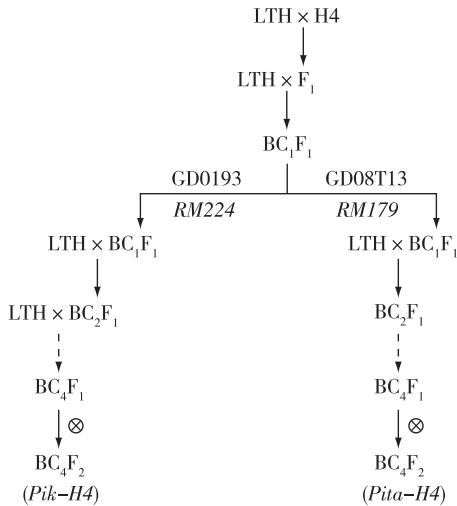 LTH × H4
LTH × F₁
BC₁F₁
GD0193 GD08T13
RM224 RM179
LTH × BC₁F₁ LTH × BC₁F₁
LTH × BC₂F₁ BC₂F₁
BC₄F₁ BC₄F₁
⊗ ⊗
BC₄F₂ BC₄F₂
(Pik−H4) (Pita−H4)